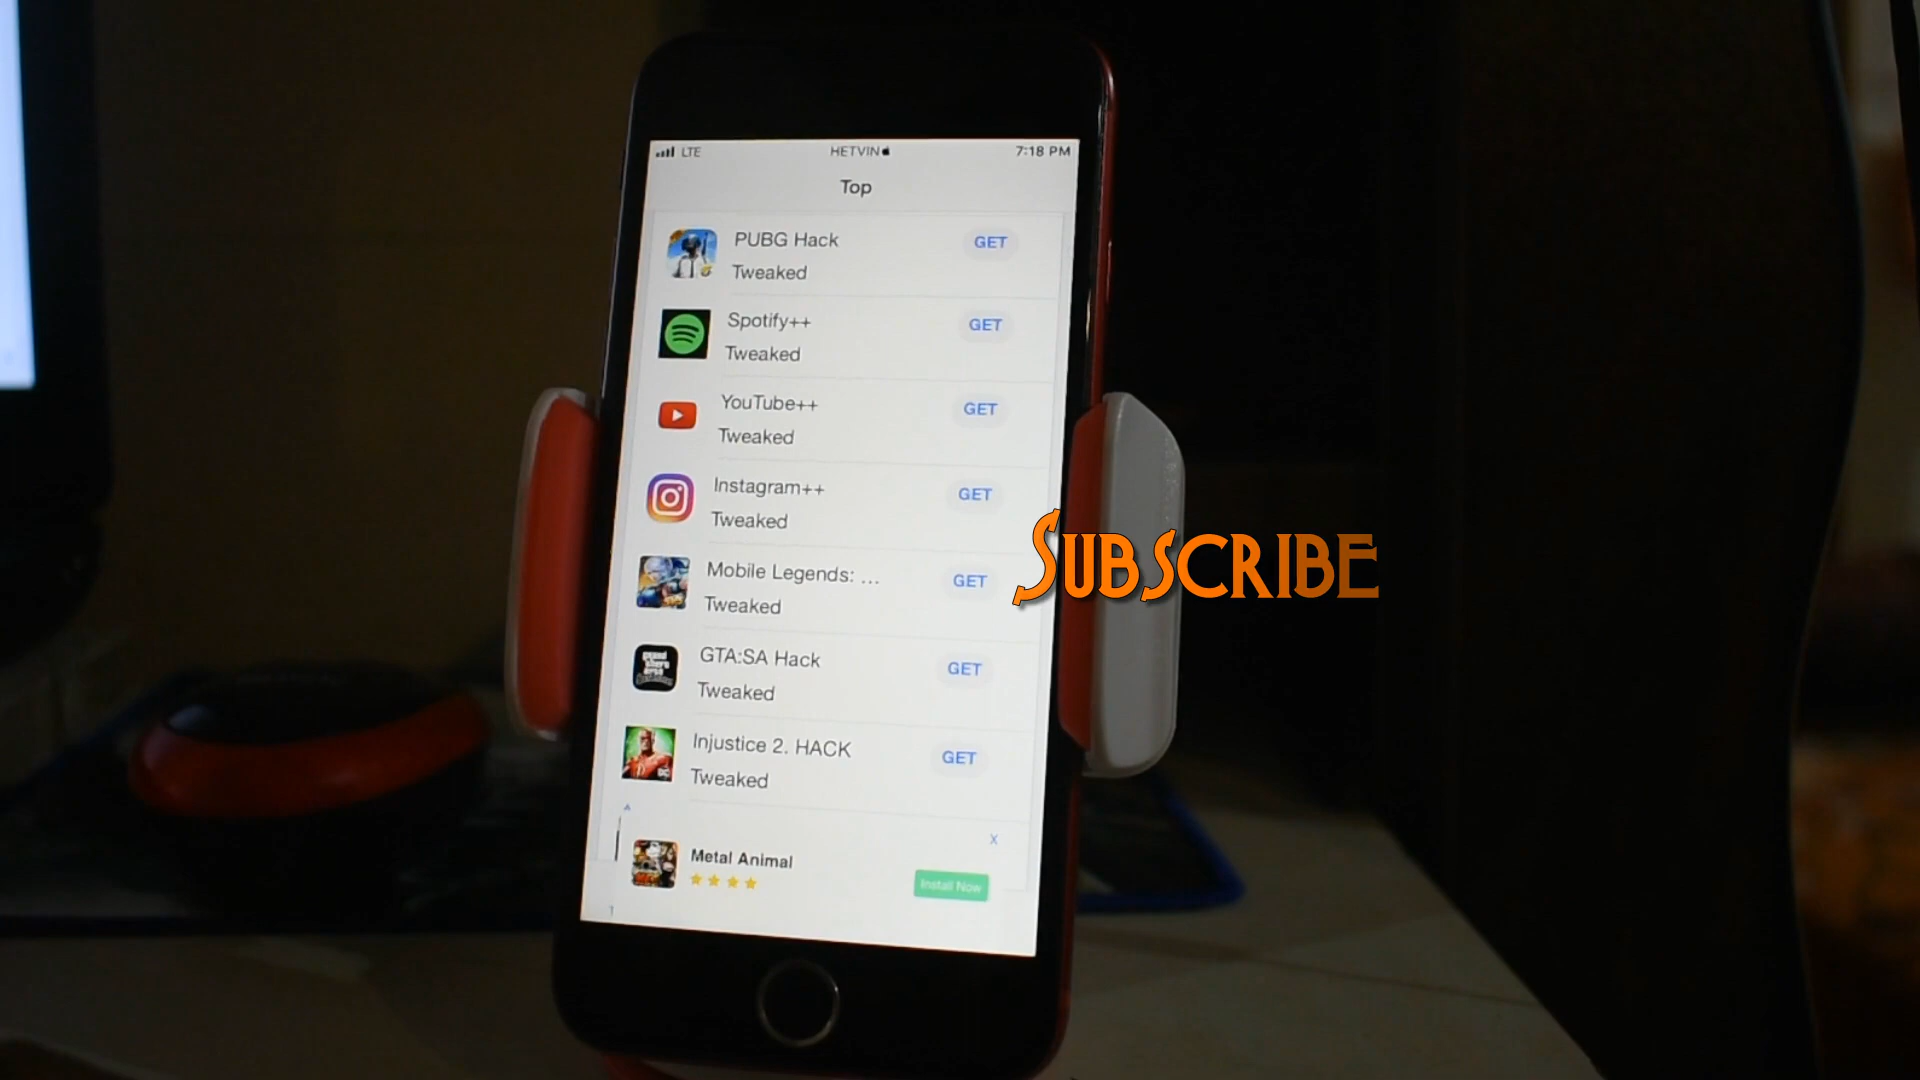 LTE HETVIN 7:18 PM
Top
PUBG Hack GET
Tweaked
Spotify++ GET
Tweaked
YouTube++ GET
Tweaked
Instagram++ GET
Tweaked
Mobile Legends: ... GET
Tweaked
GTA:SA Hack GET
Tweaked
Injustice 2. HACK GET
Tweaked
X
Metal Animal
Install Now
Subscribe